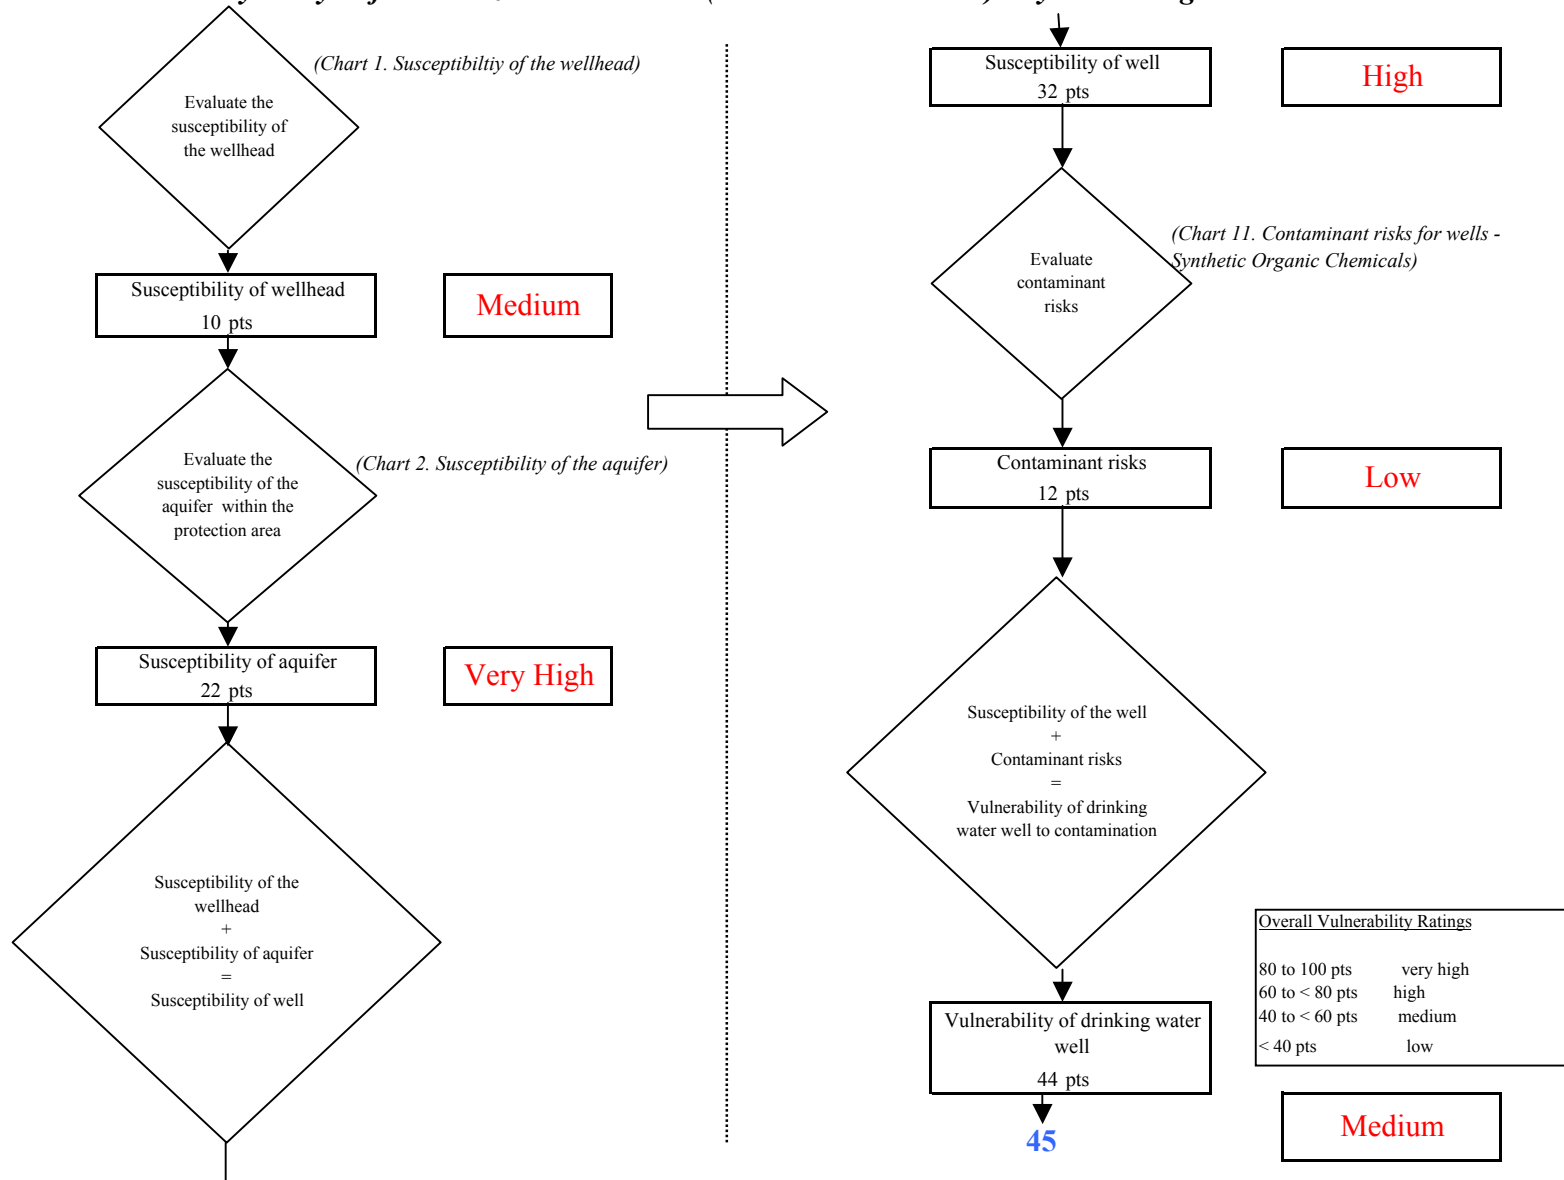 (Chart 1. Susceptibiltiy of the wellhead)
Evaluate the
susceptibility of
the wellhead
Susceptibility of wellhead
10 pts
Medium
Evaluate the
susceptibility of the
aquifer within the
protection area
(Chart 2. Susceptibility of the aquifer)
Susceptibility of aquifer
22 pts
Very High
Susceptibility of the
wellhead
+
Susceptibility of aquifer
=
Susceptibility of well
Susceptibility of well
32 pts
High
Evaluate
contaminant
risks
(Chart 11. Contaminant risks for wells -
Synthetic Organic Chemicals)
Contaminant risks
12 pts
Low
Susceptibility of the well
+
Contaminant risks
=
Vulnerability of drinking
water well to contamination
Overall Vulnerability Ratings
80 to 100 pts very high
60 to < 80 pts high
40 to < 60 pts medium
< 40 pts low
Vulnerability of drinking water
well
44 pts
45
Medium